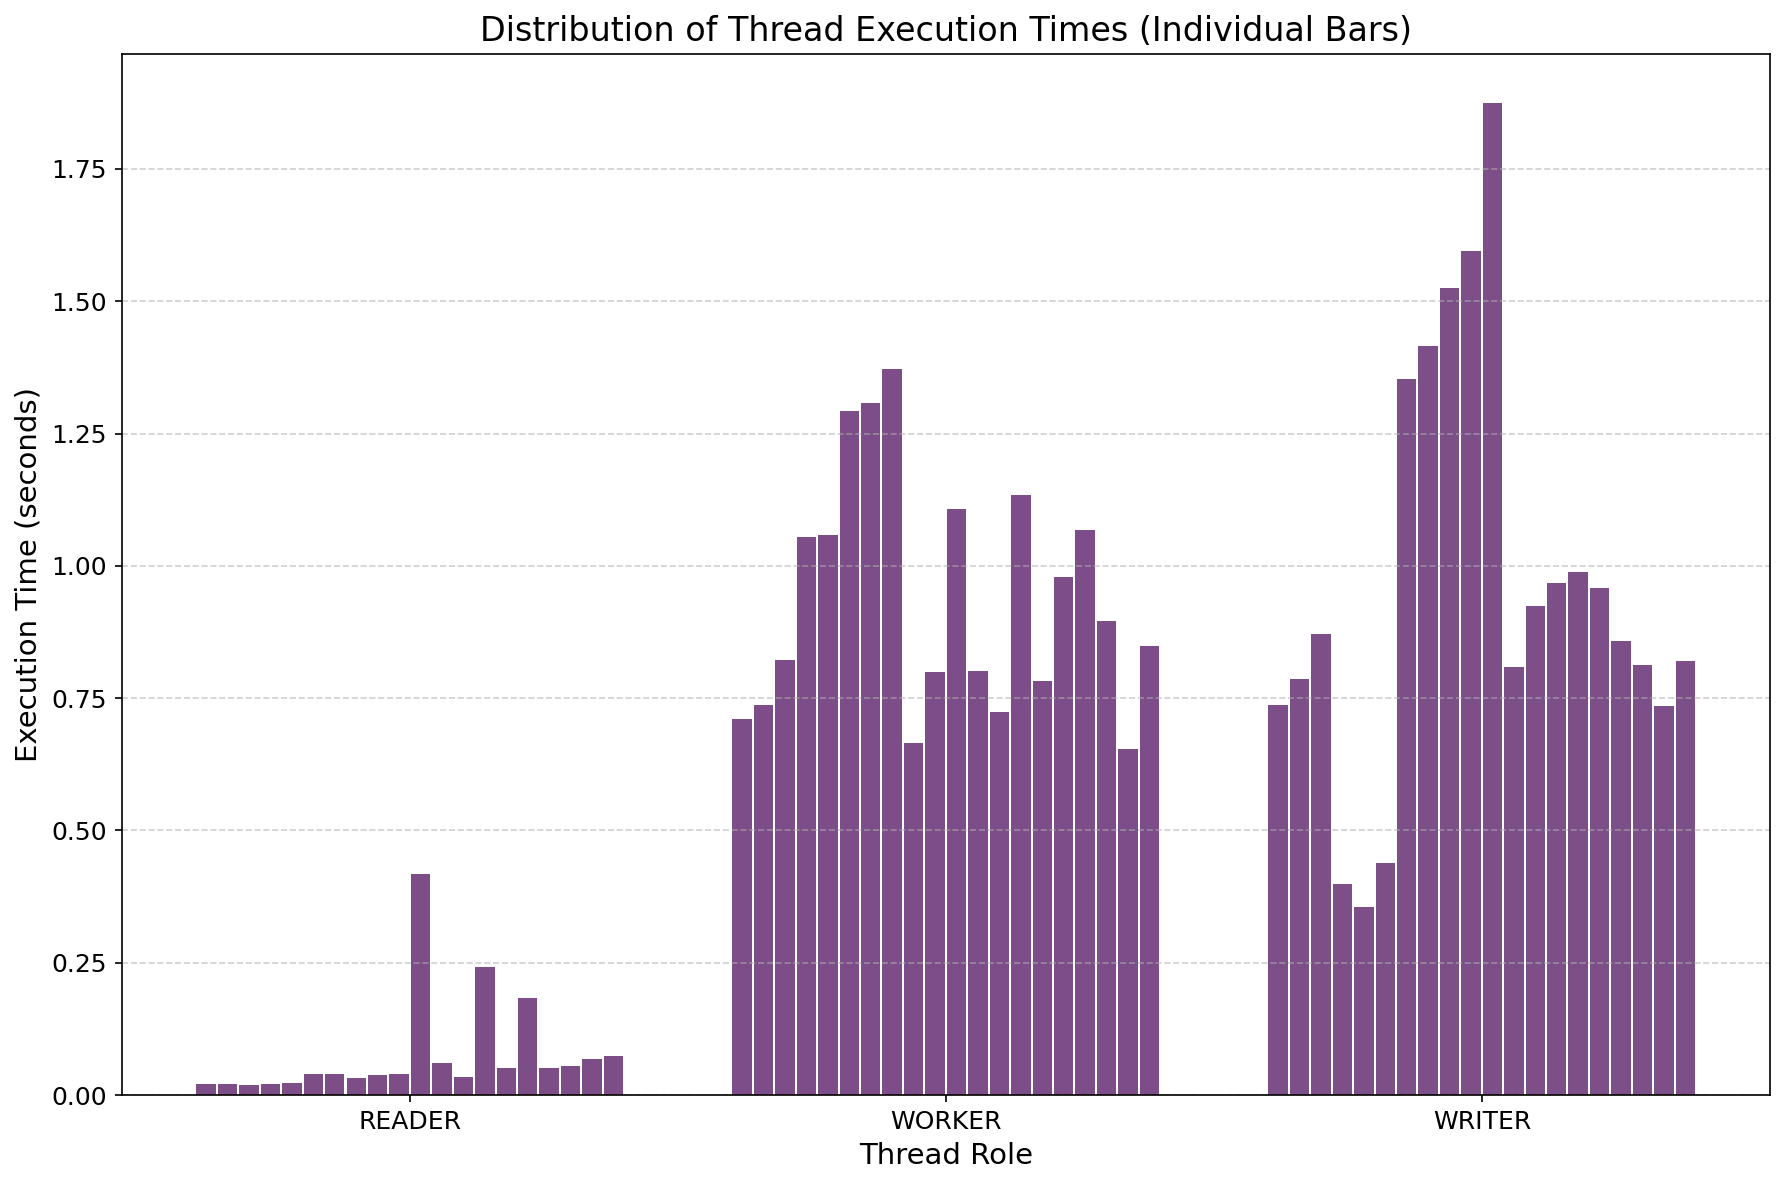 Distribution of Thread Execution Times (Individual Bars)
Execution Time (seconds)
1.75
1.50
1.25
1.00
0.75
0.50
0.25
0.00
READER WORKER WRITER
Thread Role